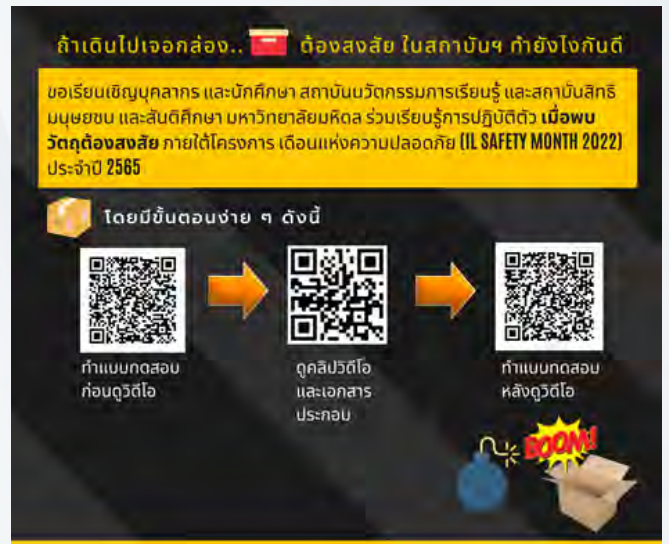 ถ้าเดินไปเจอกล่อง.. ต้องสงสัย ในสถาบันฯ ทำยังไงกันดี
ขอเรียนเชิญบุคลากร และนักศึกษา สถาบันนวัตกรรมการเรียนรู้ และสถาบันสิทธิ
มนุษยชน และสันติศึกษา มหาวิทยาลัยมหิดล ร่วมเรียนรู้การปฏิบัติตัว เมื่อพบ
วัตถุต้องสงสัย ภายใต้โครงการ เดือนแห่งความปลอดภัย (IL SAFETY MONTH 2022)
ประจำปี 2565
โดยมีขั้นตอนง่าย ๆ ดังนี้
ทำแบบทดสอบ
ก่อนดูวิดีโอ
ดูคลิปวิดีโอ
และเอกสาร
ประกอบ
ทำแบบทดสอบ
หลังดูวิดีโอ
BOOM!